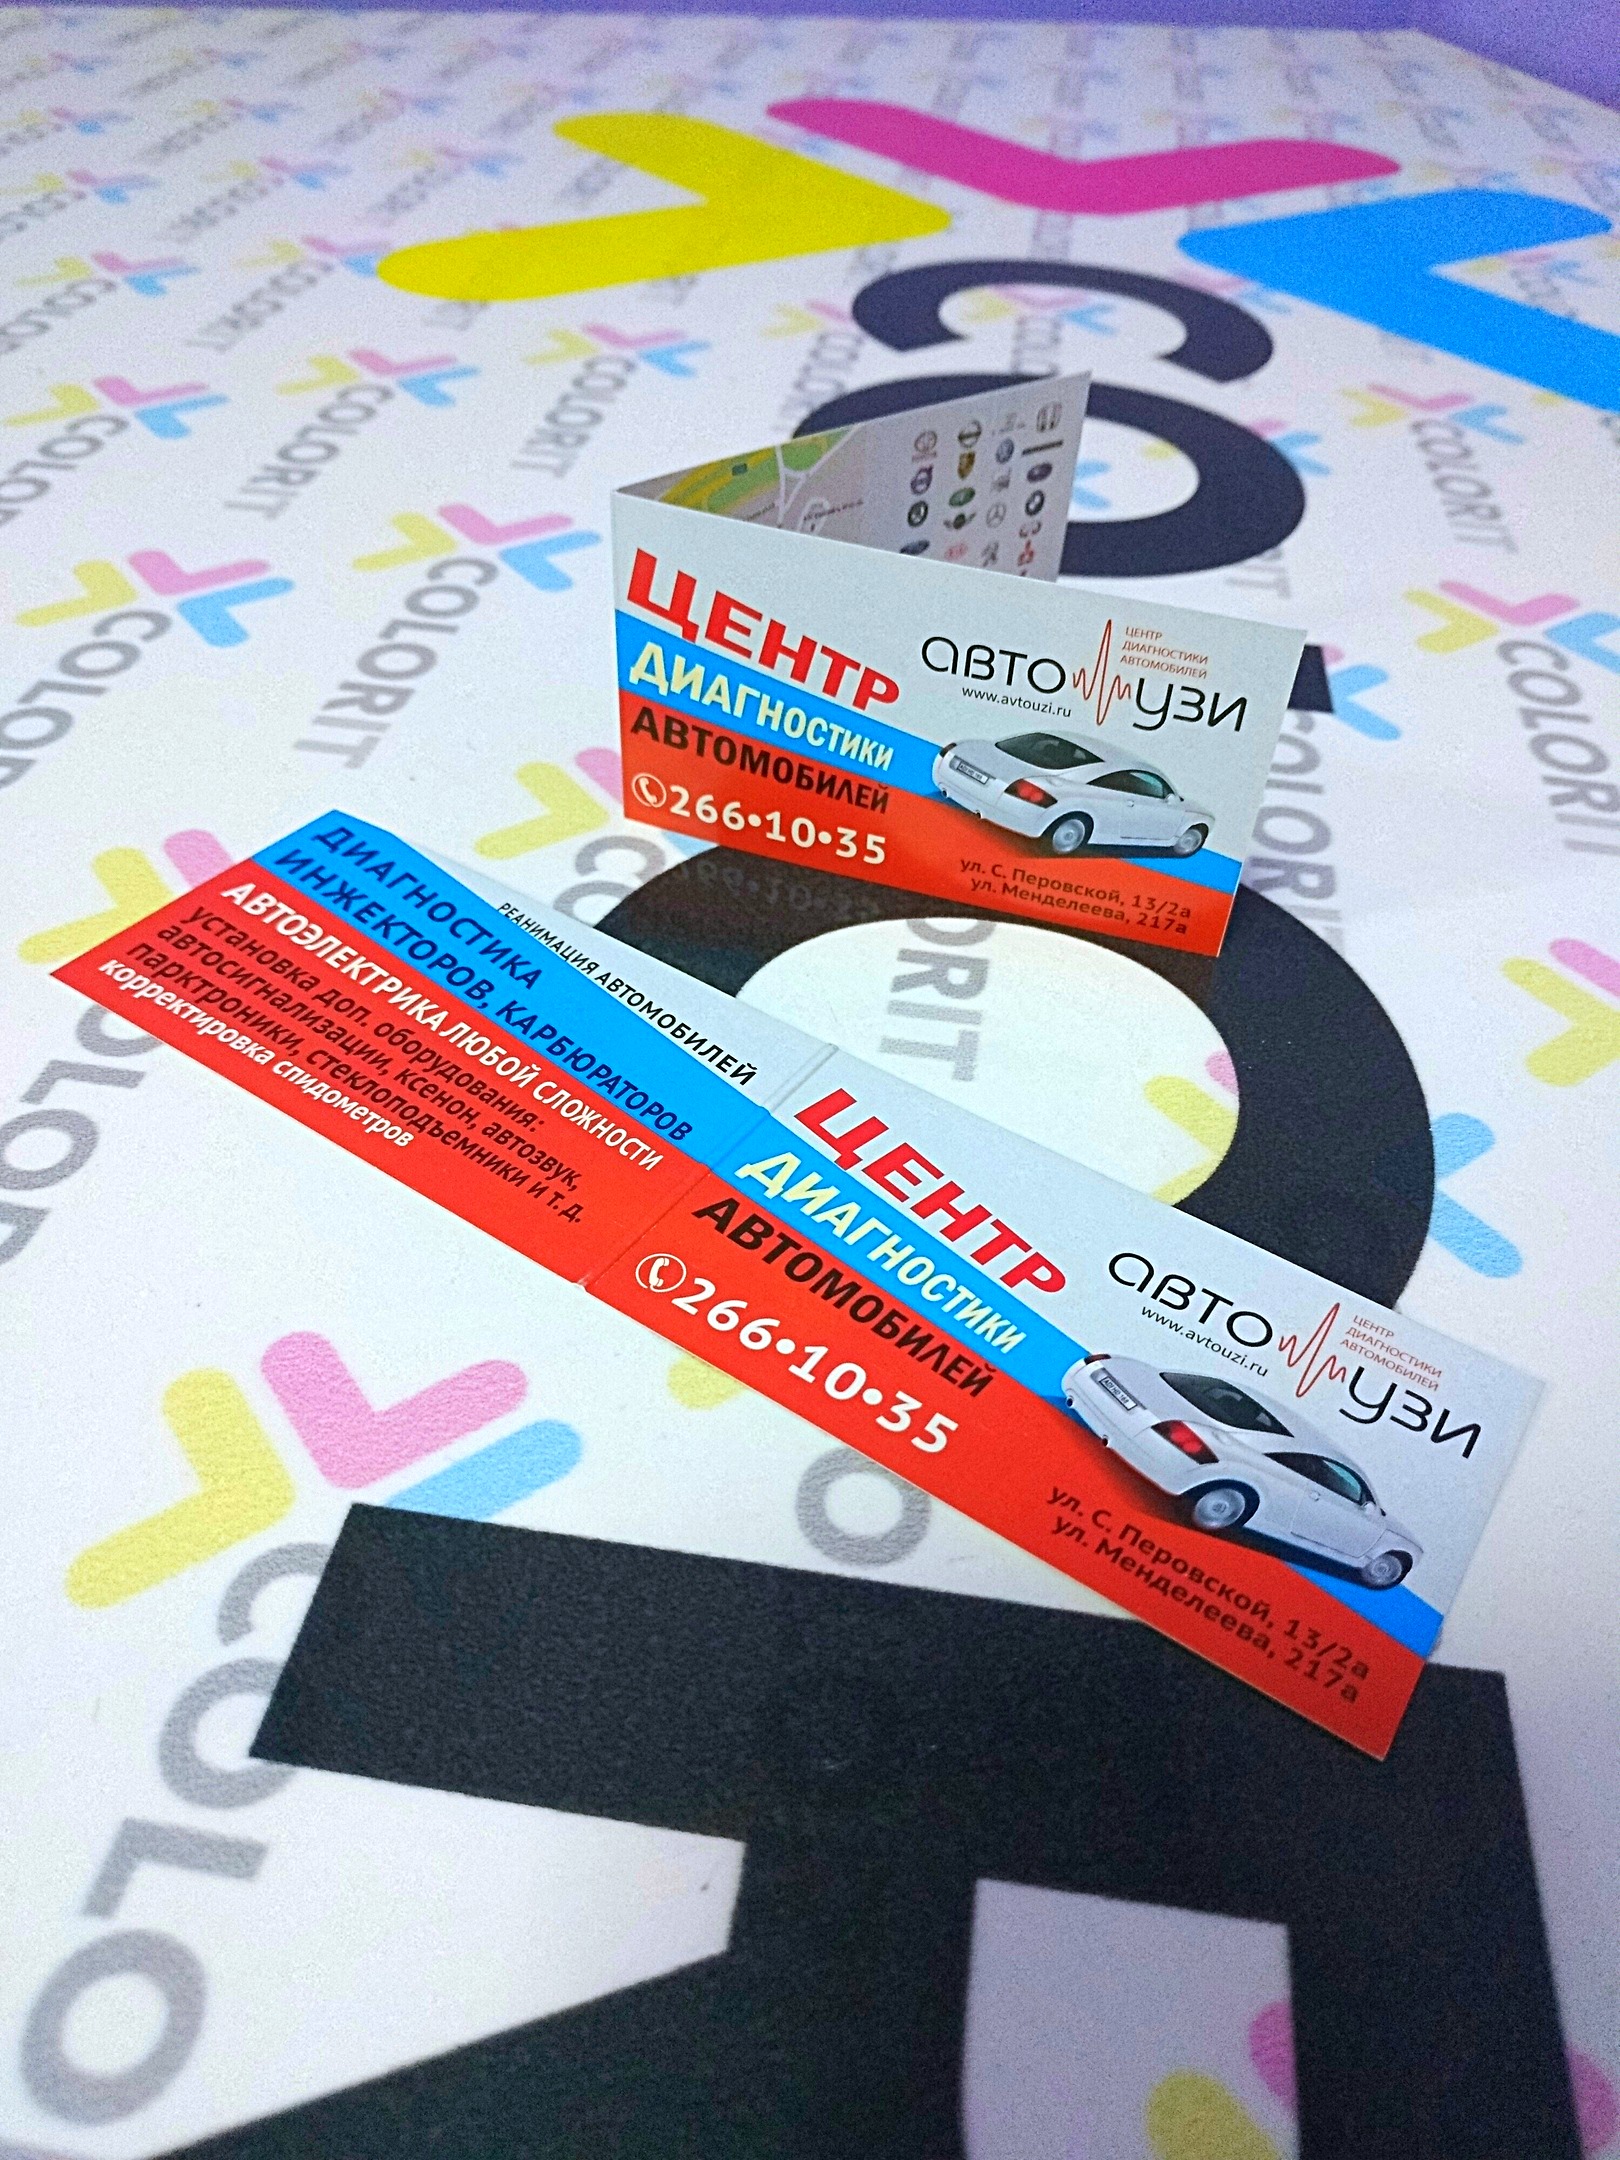 ЦЕНТР
ДИАГНОСТИКИ
АВТОМОБИЛЕЙ
266•10•35
авто узи
www.avtouzi.ru
ЦЕНТР
ДИАГНОСТИКИ
АВТОМОБИЛЕЙ
ул. С. Перовской, 13/2а
ул. Менделеева, 217а
РЕАНИМАЦИЯ АВТОМОБИЛЕЙ
ДИАГНОСТИКА
ИНЖЕКТОРОВ, КАРБЮРАТОРОВ
АВТОЭЛЕКТРИКА ЛЮБОЙ СЛОЖНОСТИ
установка доп. оборудования:
автосигнализации, ксенон, автозвук,
парктроники, стеклоподъемники и т. д.
корректировка спидометров
ЦЕНТР
ДИАГНОСТИКИ
АВТОМОБИЛЕЙ
266•10•35
авто узи
www.avtouzi.ru
ЦЕНТР
ДИАГНОСТИКИ
АВТОМОБИЛЕЙ
ул. С. Перовской, 13/2а
ул. Менделеева, 217а
COLORIT
COLORIT
COLORIT
COLORIT
COLORIT
COLORIT